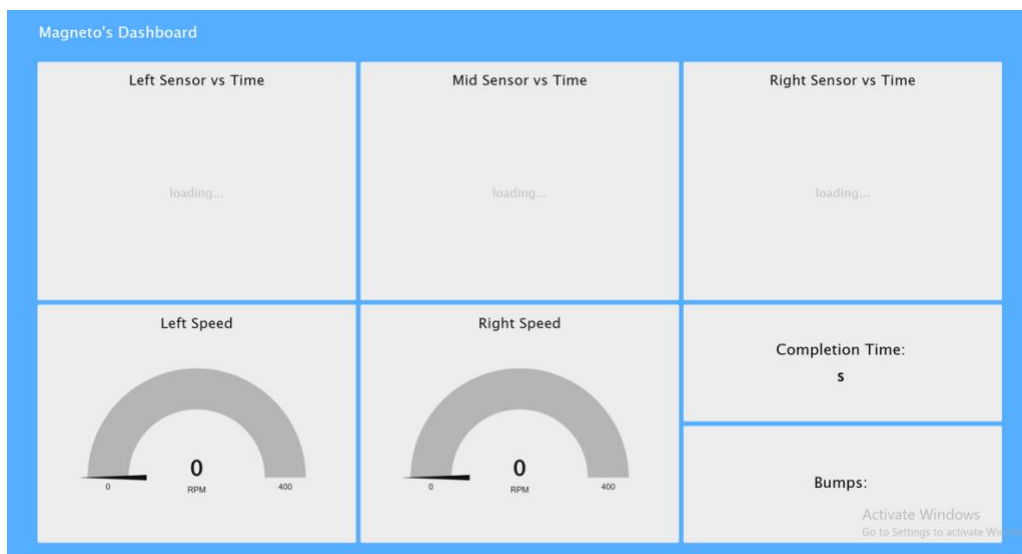 Magneto's Dashboard
Left Sensor vs Time
Mid Sensor vs Time
Right Sensor vs Time
loading...
loading...
loading...
Left Speed
0
RPM
0
400
Right Speed
0
RPM
0
400
Completion Time:
s
Bumps:
Activate Windows
Go to Settings to activate